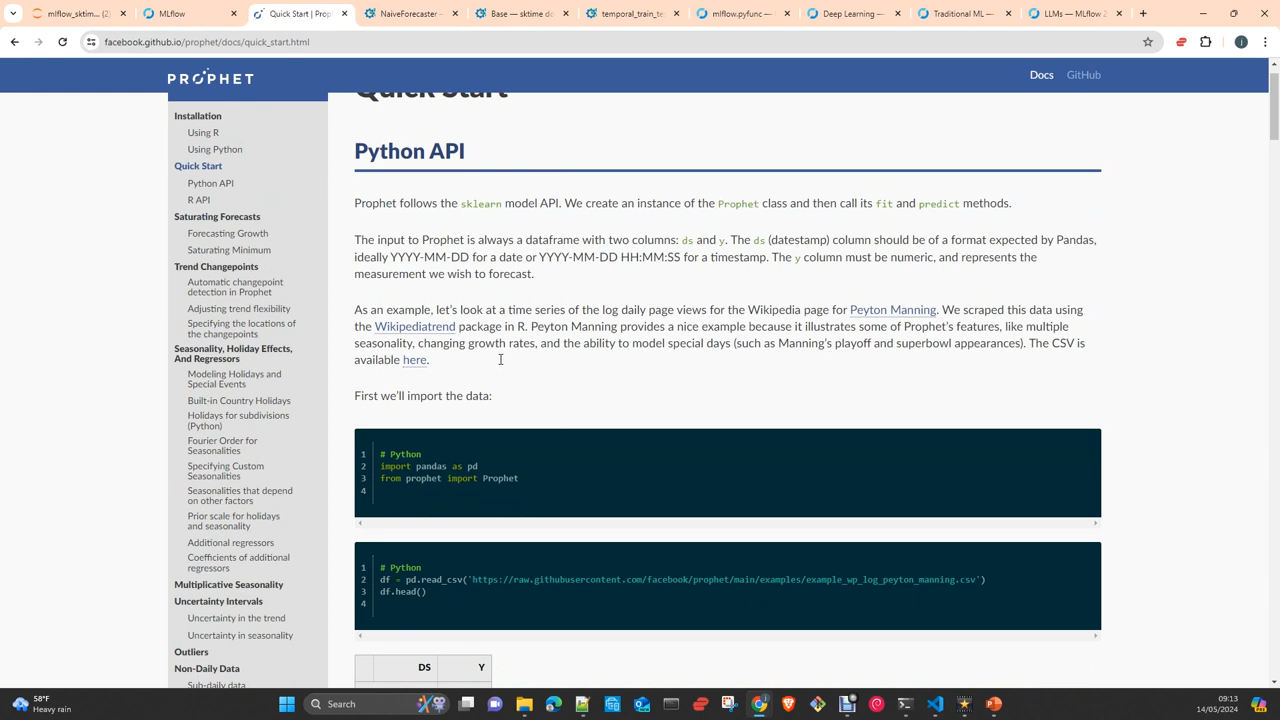 mlflow_sktim... (2)
MLflow
Quick Start | Prop
NaiveForecaster —
Base — sktime do
temporal_train_te
mlflow.pyfunc —
Deep Learning —
Traditional ML —
LLMs — MLflow 2
facebook.github.io/prophet/docs/quick_start.html
PROPHET
Docs
GitHub
Installation
Using R
Using Python
Quick Start
Python API
R API
Saturating Forecasts
Forecasting Growth
Saturating Minimum
Trend Changepoints
Automatic changepoint
detection in Prophet
Adjusting trend flexibility
Specifying the locations of
the changepoints
Seasonality, Holiday Effects,
And Regressors
Modeling Holidays and
Special Events
Built-in Country Holidays
Holidays for subdivisions
(Python)
Fourier Order for
Seasonalities
Specifying Custom
Seasonalities
Seasonalities that depend
on other factors
Prior scale for holidays
and seasonality
Additional regressors
Coefficients of additional
regressors
Multiplicative Seasonality
Uncertainty Intervals
Uncertainty in the trend
Uncertainty in seasonality
Outliers
Non-Daily Data
Sub-daily data
Quick Start
Python API
Prophet follows the sklearn model API. We create an instance of the Prophet class and then call its fit and predict methods.
The input to Prophet is always a dataframe with two columns: ds and y. The ds (datestamp) column should be of a format expected by Pandas,
ideally YYYY-MM-DD for a date or YYYY-MM-DD HH:MM:SS for a timestamp. The y column must be numeric, and represents the
measurement we wish to forecast.
As an example, let's look at a time series of the log daily page views for the Wikipedia page for Peyton Manning. We scraped this data using
the Wikipediatrend package in R. Peyton Manning provides a nice example because it illustrates some of Prophet's features, like multiple
seasonality, changing growth rates, and the ability to model special days (such as Manning's playoff and superbowl appearances). The CSV is
available here.
First we'll import the data:
1 # Python
2 import pandas as pd
3 from prophet import Prophet
4
1 # Python
2 df = pd.read_csv('https://raw.githubusercontent.com/facebook/prophet/main/examples/example_wp_log_peyton_manning.csv')
3 df.head()
4
DS Y
58°F
Heavy rain
Search
09:13
14/05/2024